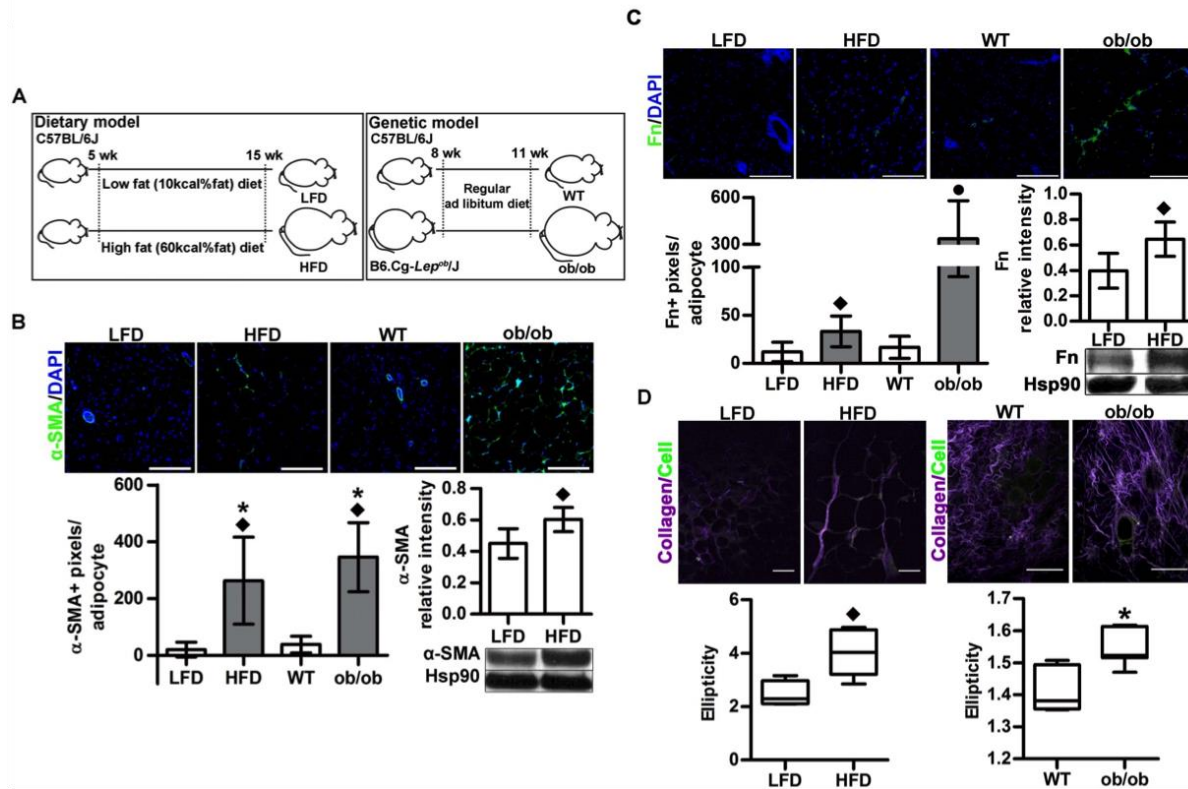 A
Dietary model
C57BL/6J
5 wk
15 wk
Low fat (10kcal%fat) diet
LFD
High fat (60kcal%fat) diet
HFD
Genetic model
C57BL/6J
8 wk
11 wk
Regular
ad libitum diet
WT
B6.Cg-Lepob/J
ob/ob
B
LFD
HFD
WT
ob/ob
α-SMA/DAPI
α-SMA+ pixels/
adipocyte
600
400
200
0
*
◆
*
◆
LFD
HFD
WT
ob/ob
α-SMA
relative intensity
0.8
0.6
0.4
0.2
0.0
◆
LFD
HFD
α-SMA
Hsp90
C
LFD
HFD
WT
ob/ob
Fn/DAPI
Fn+ pixels/
adipocyte
600
300
100
50
0
◆
●
LFD
HFD
WT
ob/ob
Fn
relative intensity
1.0
0.8
0.6
0.4
0.2
0.0
◆
LFD
HFD
Fn
Hsp90
D
LFD
HFD
WT
ob/ob
Collagen/Cell
Collagen/Cell
Ellipticity
6
4
2
0
◆
LFD
HFD
Ellipticity
1.7
1.6
1.5
1.4
1.3
1.2
*
WT
ob/ob